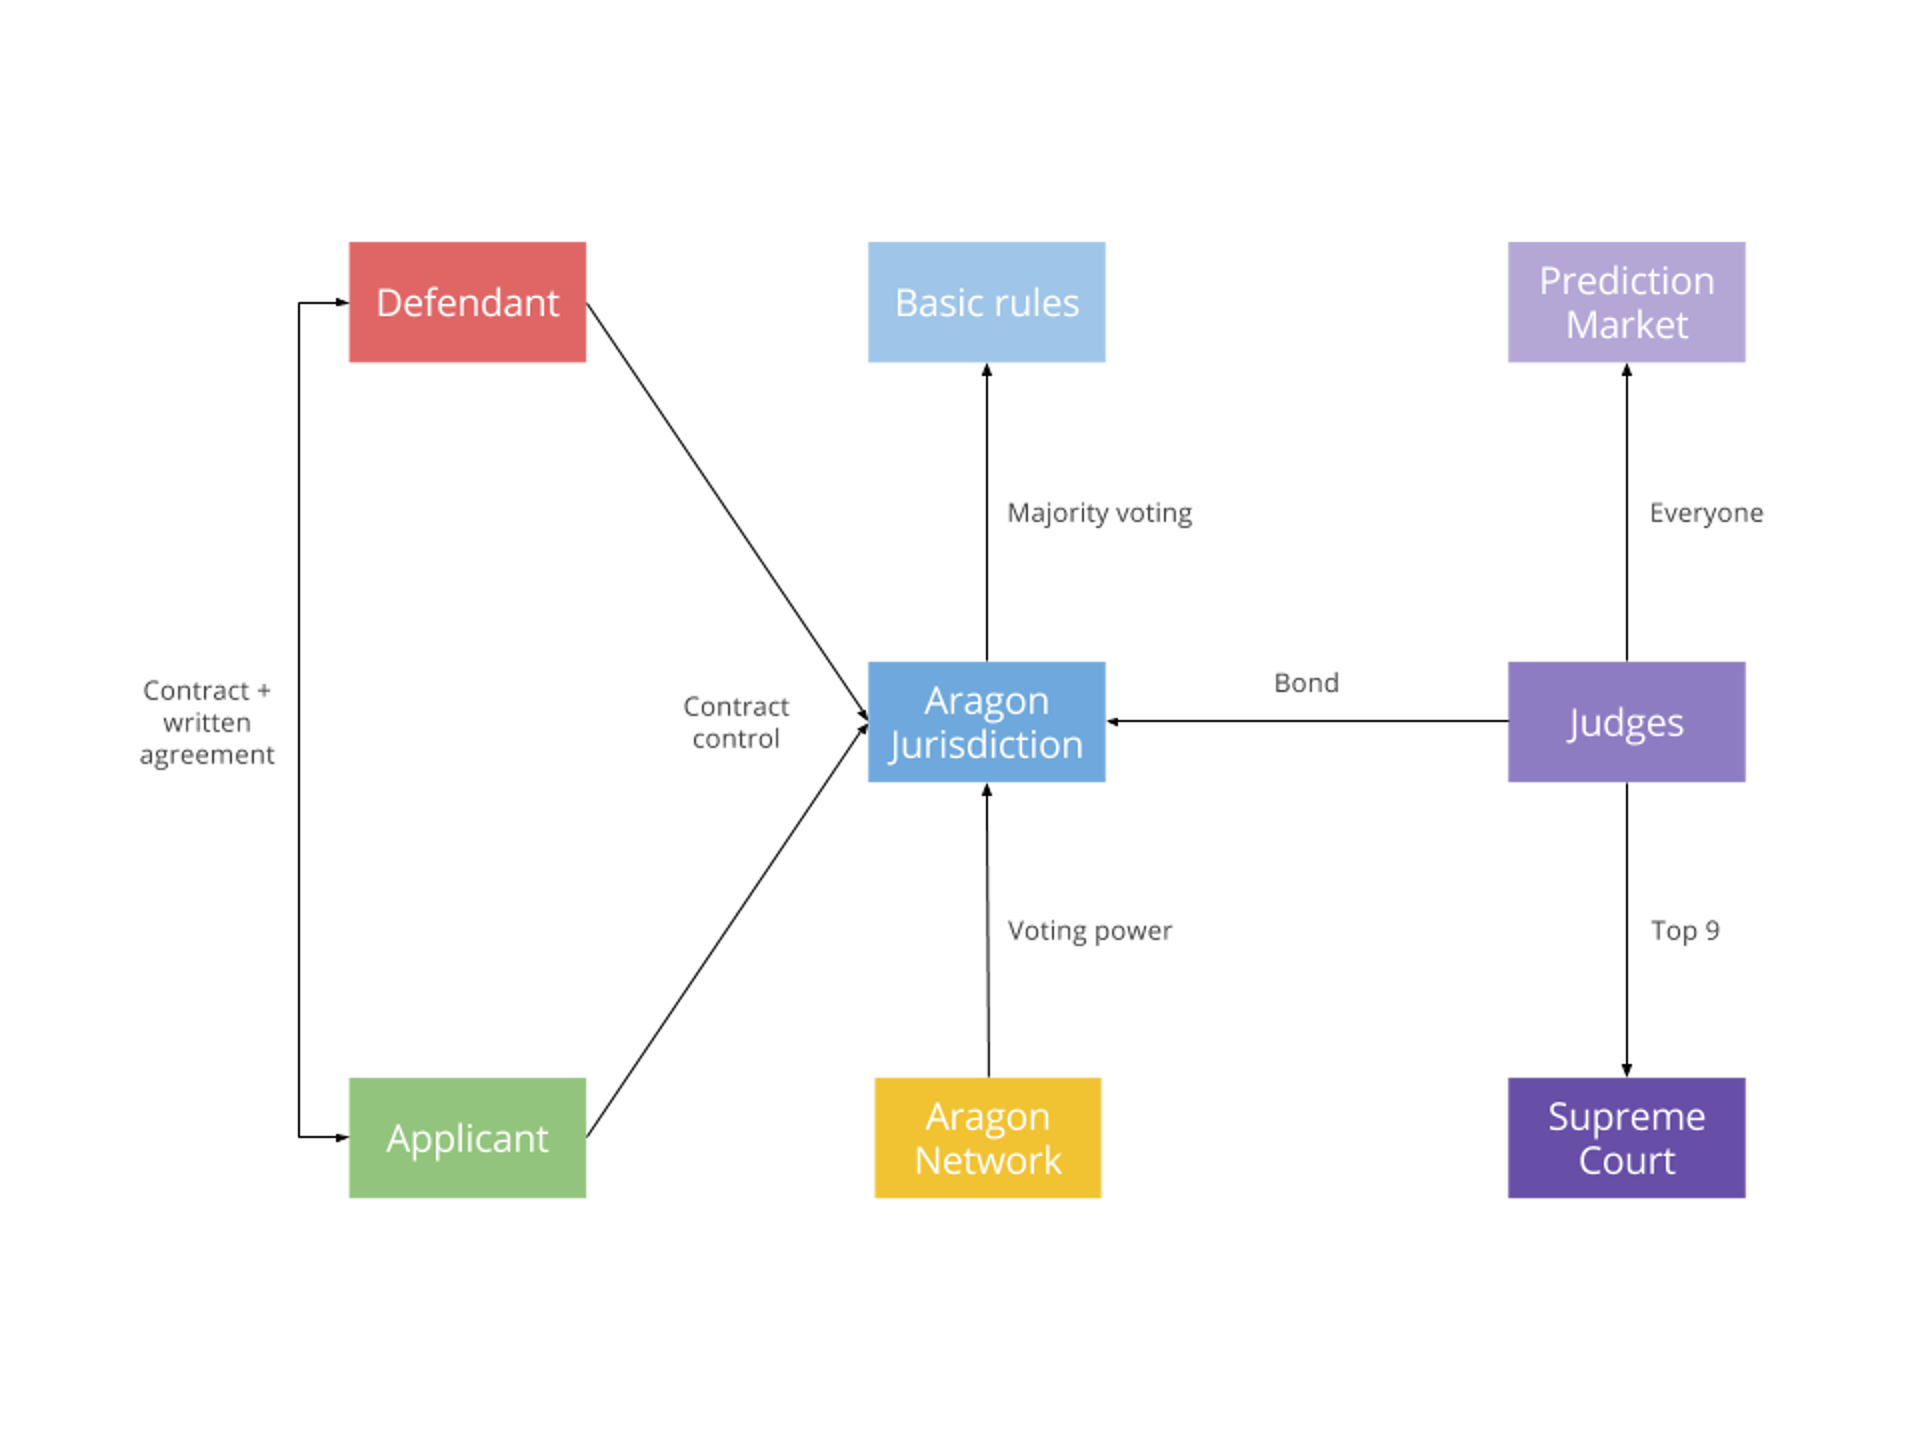 Defendant
Basic rules
Prediction
Market
Majority voting
Everyone
Contract +
written
agreement
Contract
control
Aragon
Jurisdiction
Bond
Judges
Voting power
Top 9
Applicant
Aragon
Network
Supreme
Court